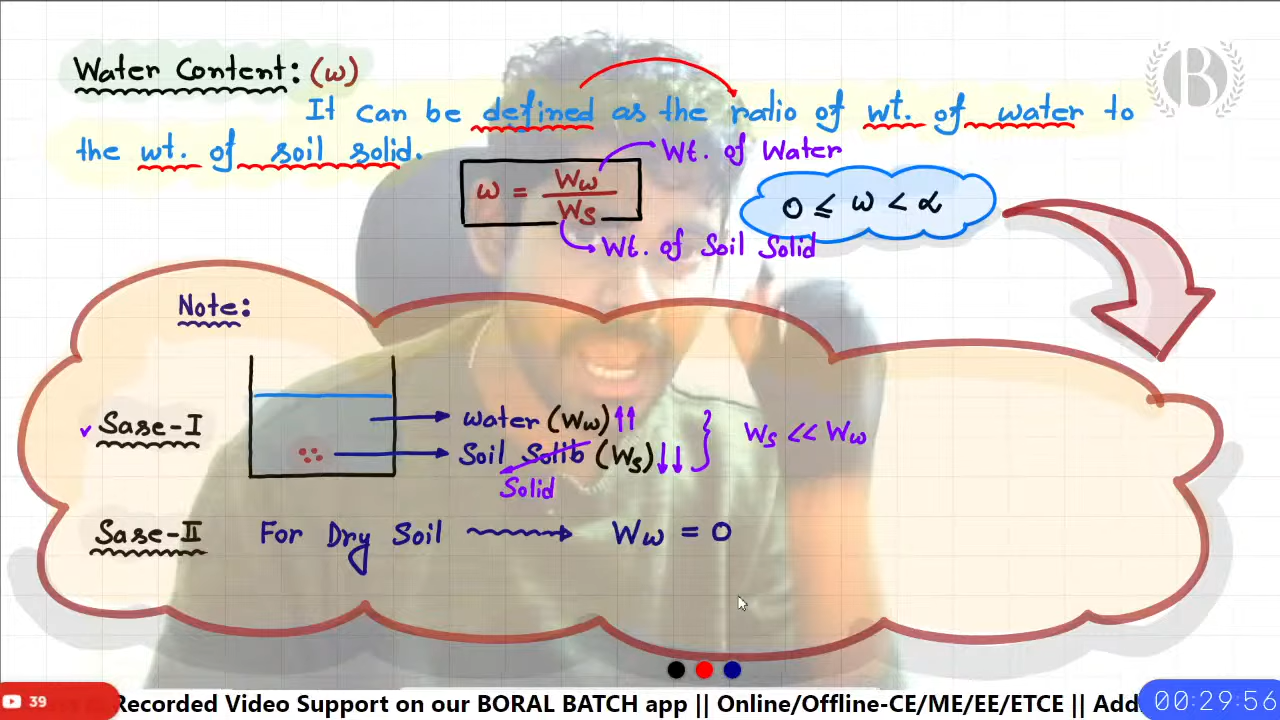 Water Content: (w)
It can be defined as the ratio of wt. of water to
the wt. of soil solid.
w = Ww / Ws
Wt. of Water
Wt. of Soil Solid
0 ≤ w < α
Note:
Sase-I
water (Ww) ↑↑
Soil Solib (Ws) ↓↓
Solid
Ws << Ww
Sase-II For Dry Soil → Ww = 0
B
39
Recorded Video Support on our BORAL BATCH app || Online/Offline-CE/ME/EE/ETCE || Add
00:29:56